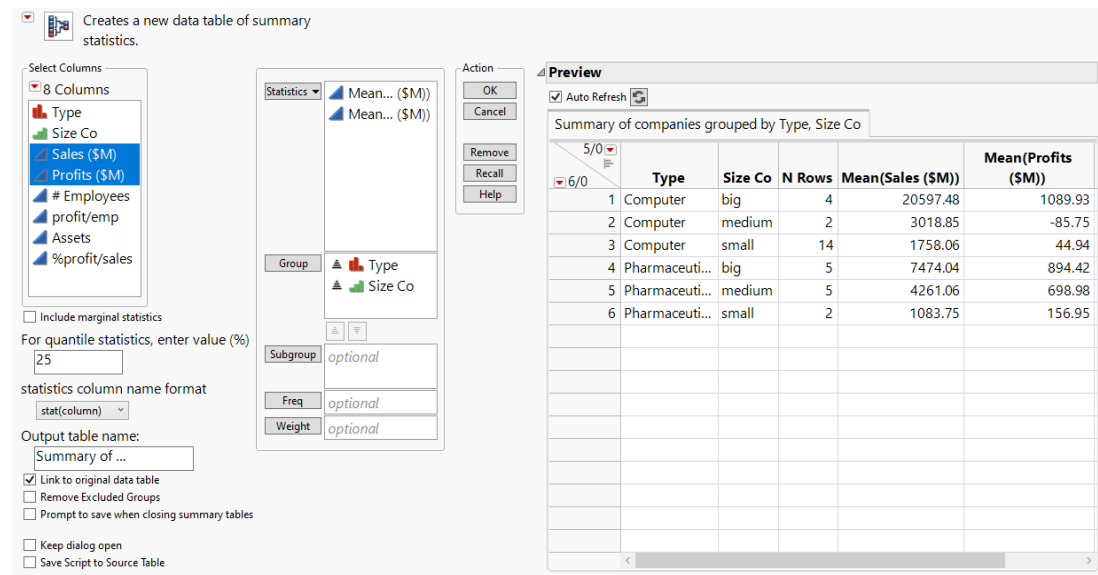 Creates a new data table of summary
statistics.
Select Columns
8 Columns
Type
Size Co
Sales ($M)
Profits ($M)
# Employees
profit/emp
Assets
%profit/sales
Include marginal statistics
For quantile statistics, enter value (%)
25
statistics column name format
stat(column)
Output table name:
Summary of ...
Link to original data table
Remove Excluded Groups
Prompt to save when closing summary tables
Keep dialog open
Save Script to Source Table
Statistics
Mean... ($M))
Mean... ($M))
Group
Type
Size Co
Subgroup
optional
Freq
optional
Weight
optional
Action
OK
Cancel
Remove
Recall
Help
Preview
Auto Refresh
Summary of companies grouped by Type, Size Co
5/0
6/0 Type Size Co N Rows Mean(Sales ($M)) Mean(Profits
($M))
1 Computer big 4 20597.48 1089.93
2 Computer medium 2 3018.85 -85.75
3 Computer small 14 1758.06 44.94
4 Pharmaceuti... big 5 7474.04 894.42
5 Pharmaceuti... medium 5 4261.06 698.98
6 Pharmaceuti... small 2 1083.75 156.95